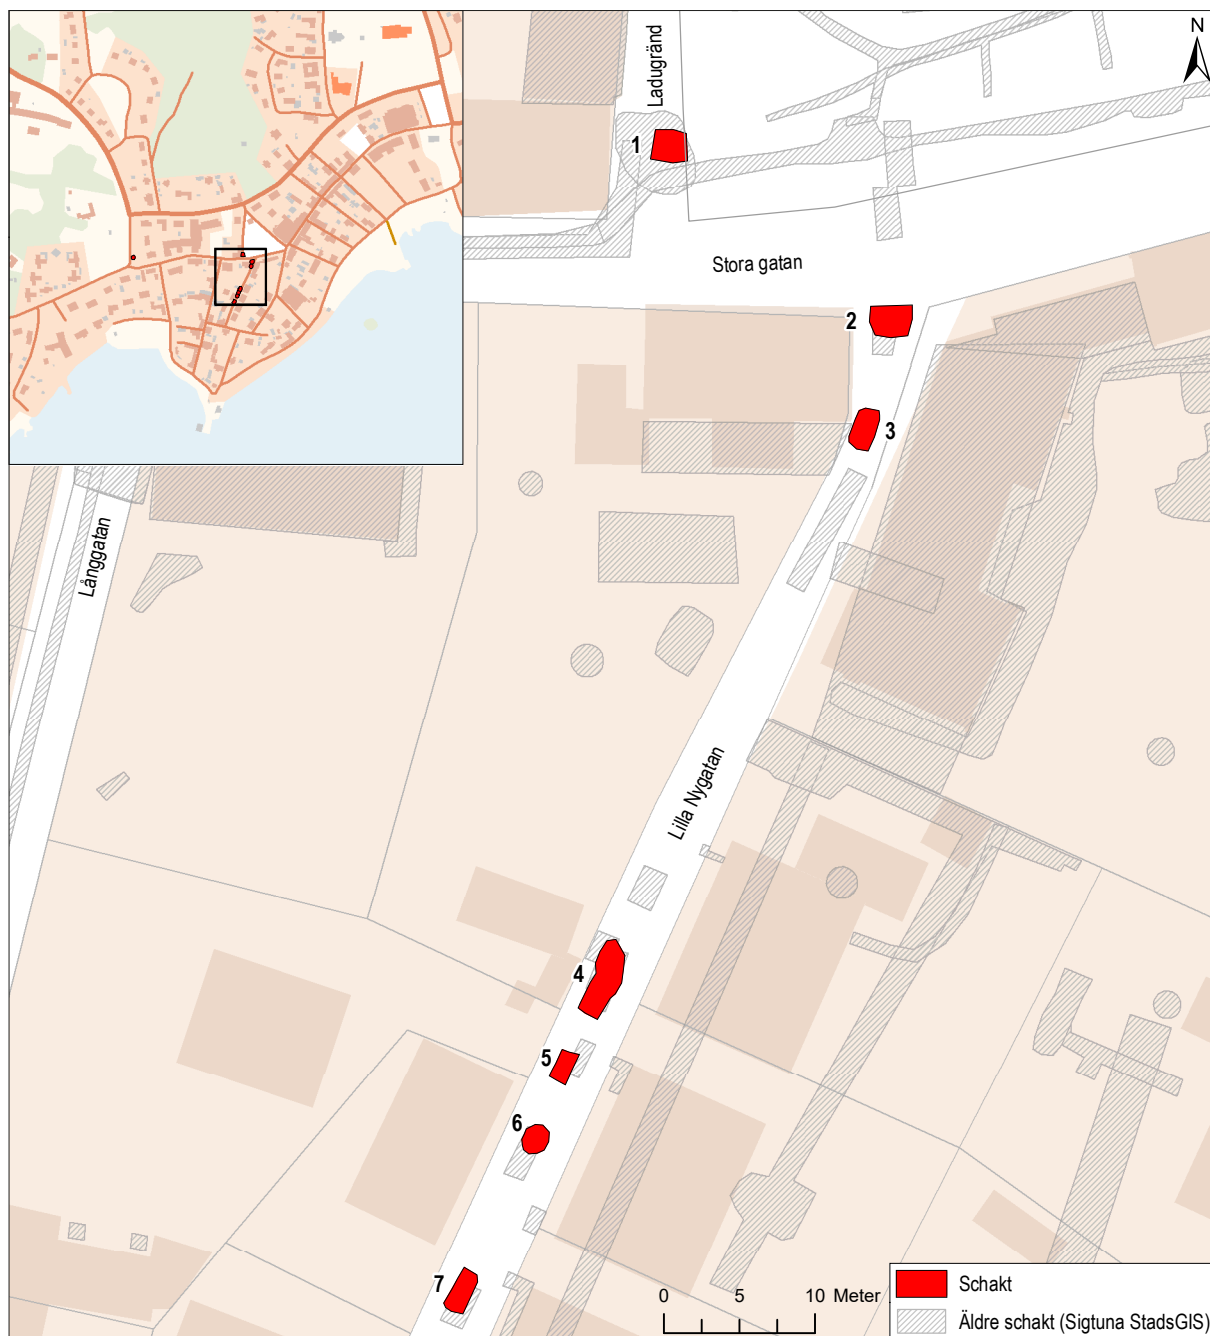 N
Ladugränd
1
Stora gatan
2
3
Långgatan
Lilla Nygatan
4
5
6
7
0 5 10 Meter
Schakt
Äldre schakt (Sigtuna StadsGIS)